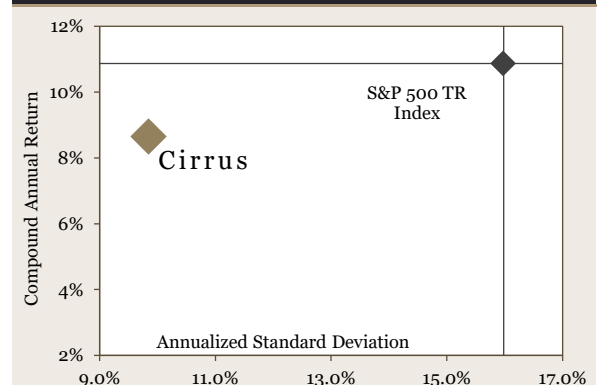 12%
10%
8%
6%
4%
2%
Compound Annual Return
S&P 500 TR
Index
Cirrus
Annualized Standard Deviation
9.0%
11.0%
13.0%
15.0%
17.0%